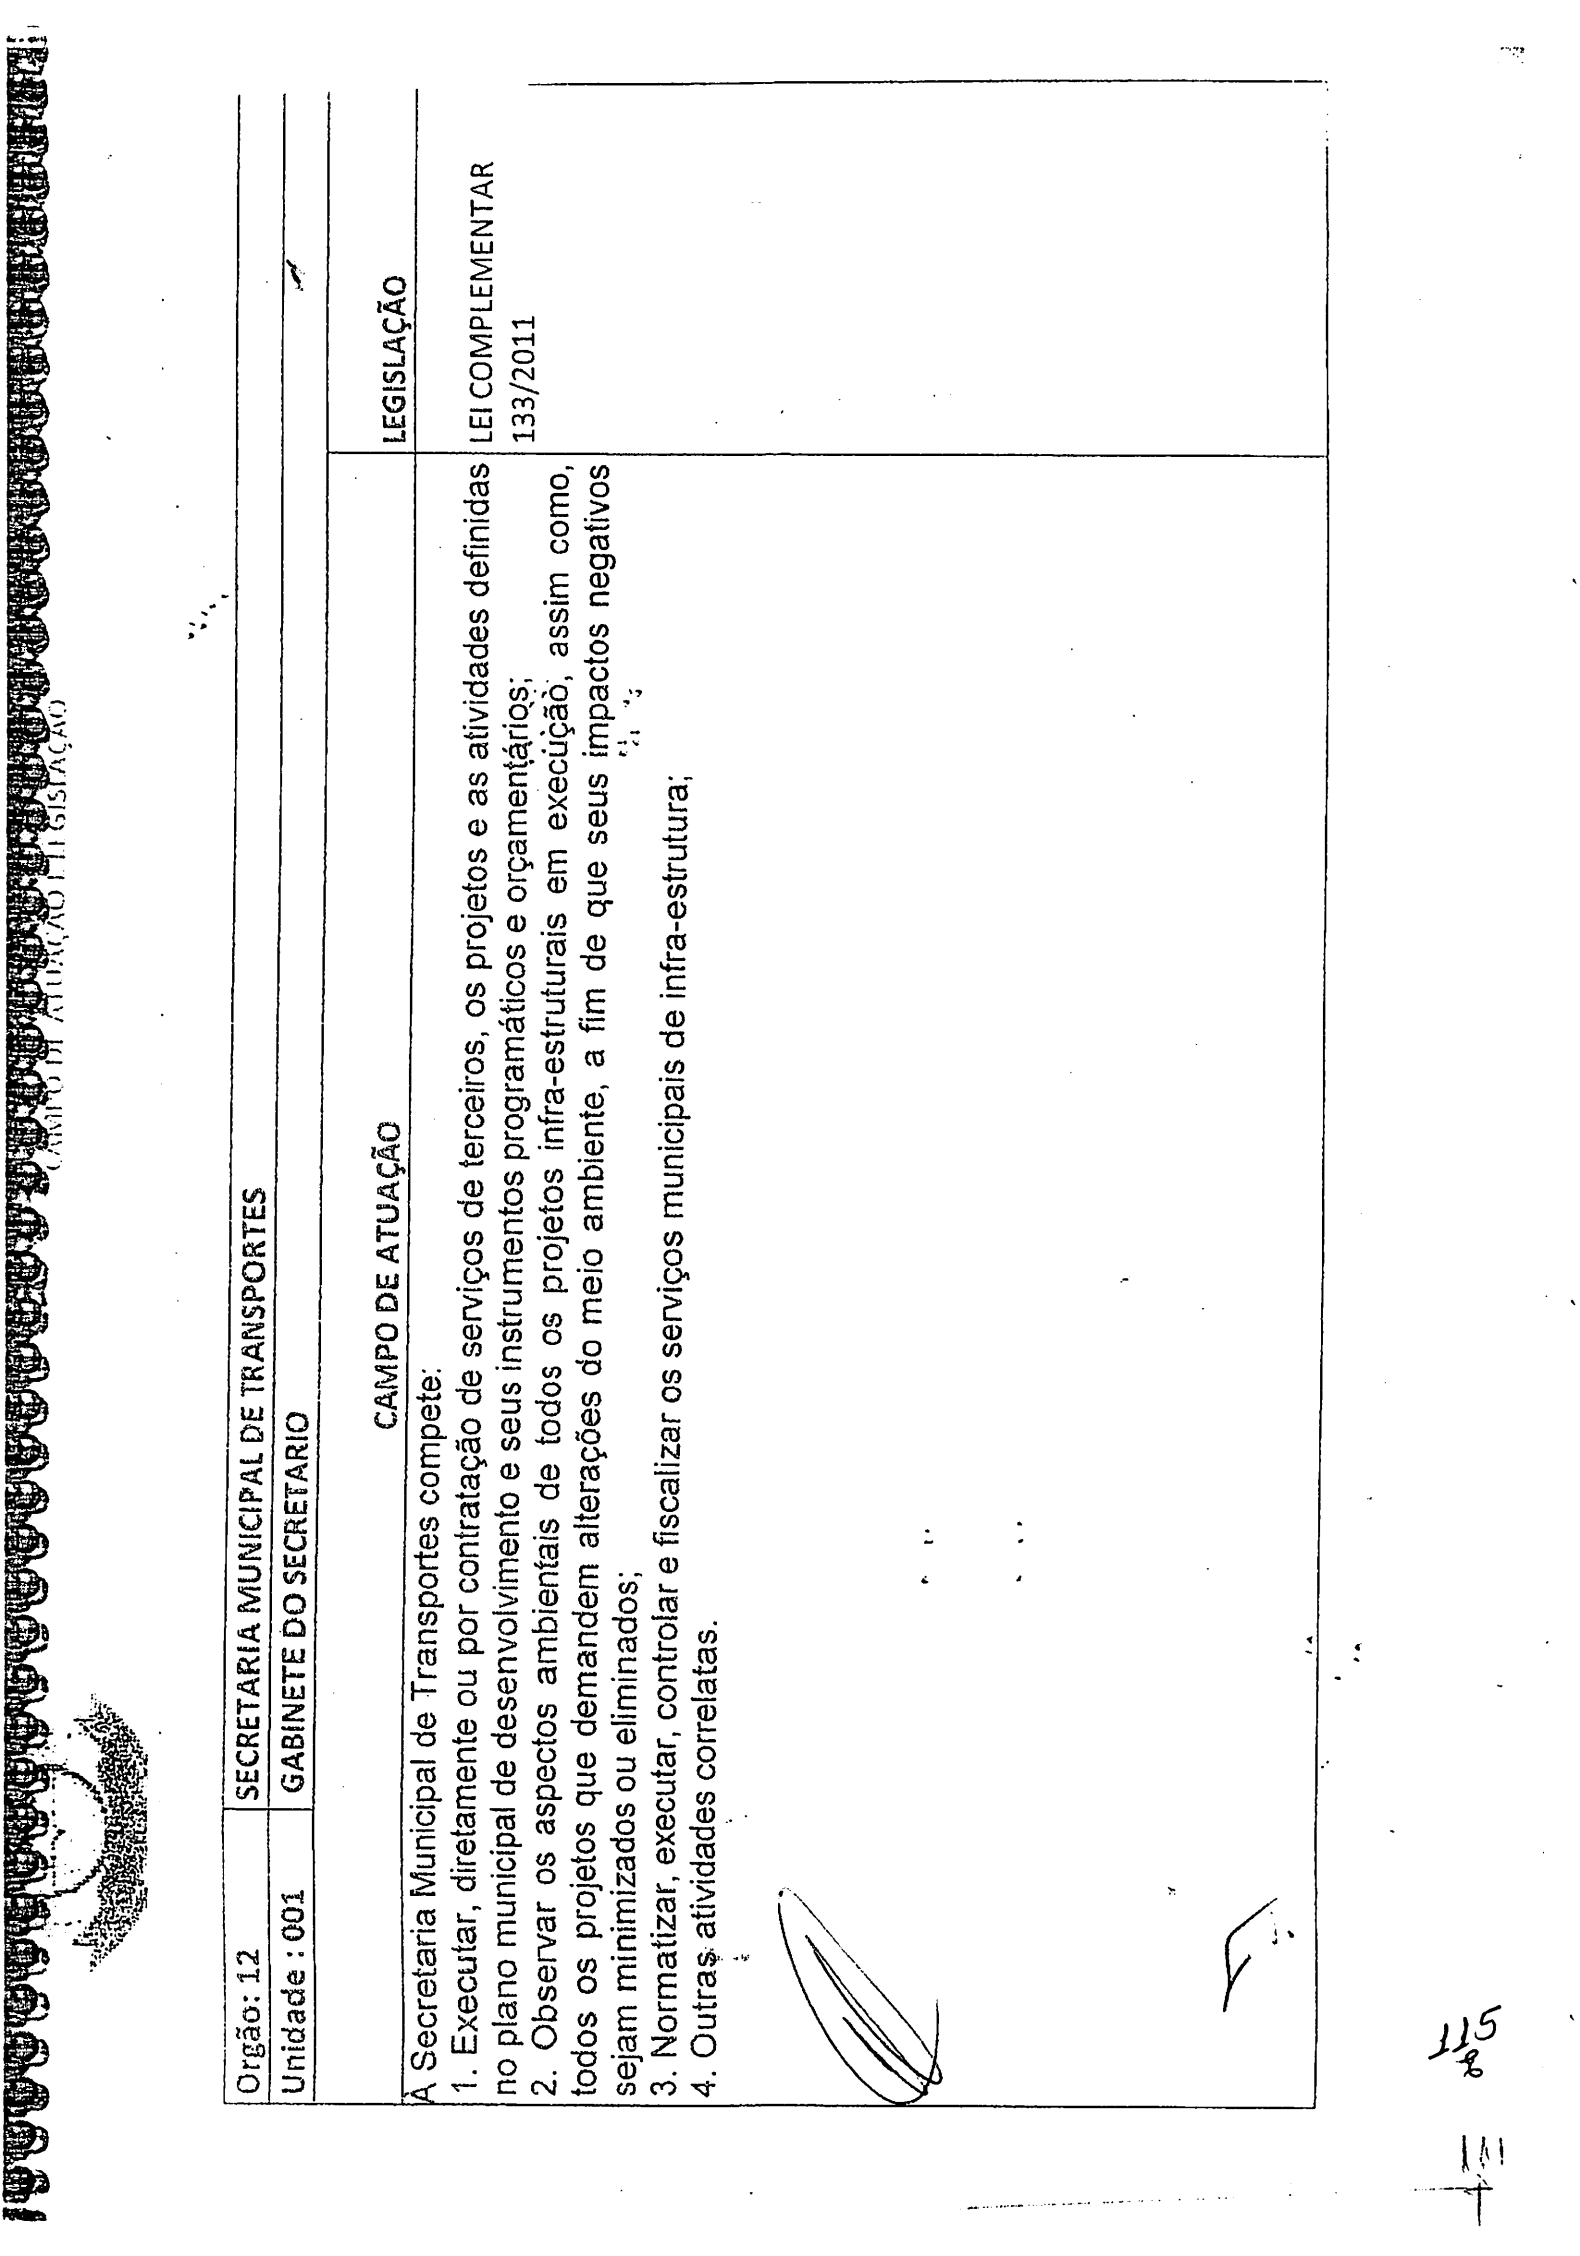 CAMPO DE ATUAÇÃO E LEGISLAÇÃO
Orgão: 12 SECRETARIA MUNICIPAL DE TRANSPORTES
Unidade : 001 GABINETE DO SECRETARIO
CAMPO DE ATUAÇÃO LEGISLAÇÃO
À Secretaria Municipal de Transportes compete:
1. Executar, diretamente ou por contratação de serviços de terceiros, os projetos e as atividades definidas LEI COMPLEMENTAR
no plano municipal de desenvolvimento e seus instrumentos programáticos e orçamentários; 133/2011
2. Observar os aspectos ambientais de todos os projetos infra-estruturais em execução, assim como,
todos os projetos que demandem alterações do meio ambiente, a fim de que seus impactos negativos
sejam minimizados ou eliminados;
3. Normatizar, executar, controlar e fiscalizar os serviços municipais de infra-estrutura;
4. Outras atividades correlatas.
115